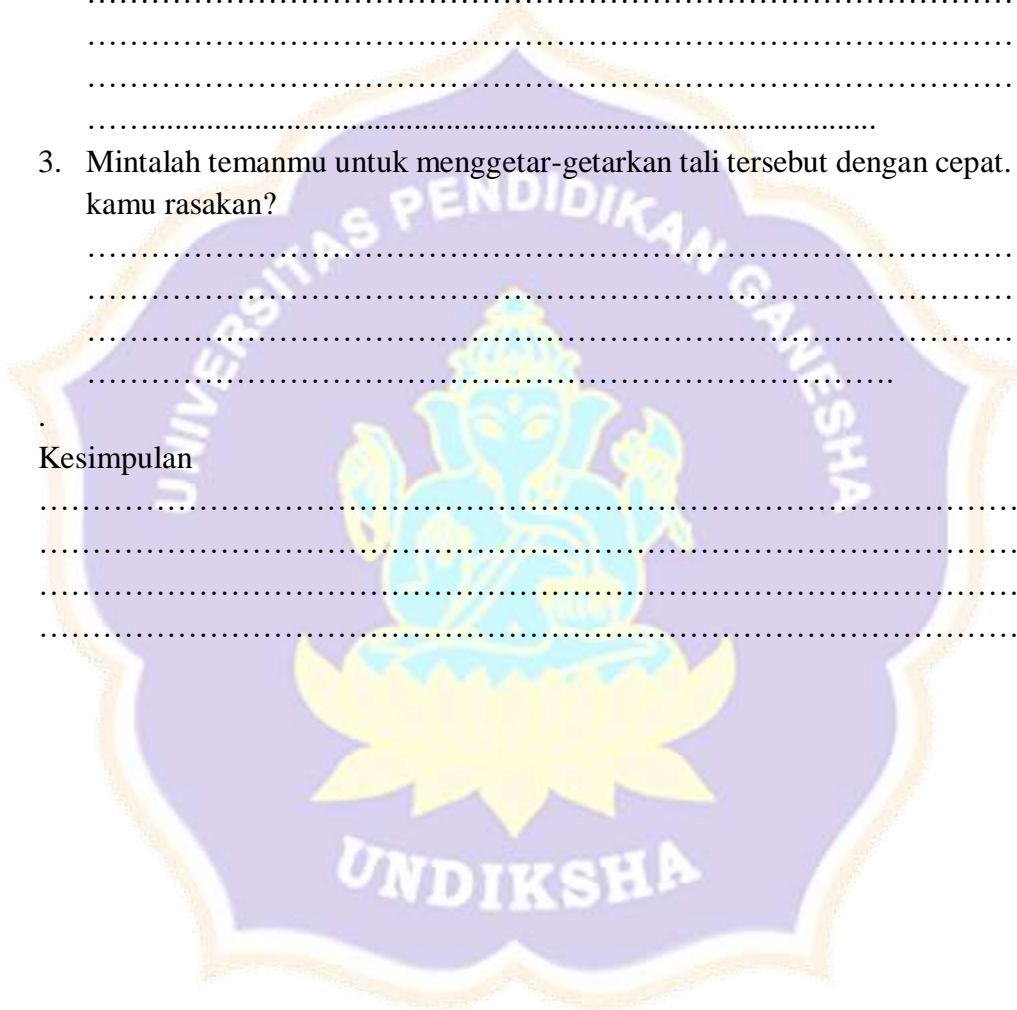 ……………………………………………………………………………………
……………………………………………………………………………………
……………………………………………………………………………………
……............................................................................
3. Mintalah temanmu untuk menggetar-getarkan tali tersebut dengan cepat.
kamu rasakan?
……………………………………………………………………………………
……………………………………………………………………………………
……………………………………………………………………………………
…………………………………………………………………………….
.
Kesimpulan
…………………………………………………………………………………………
…………………………………………………………………………………………
…………………………………………………………………………………………
…………………………………………………………………………………………
UNIVERSITAS PENDIDIKAN GANESHA
UNDIKSHA